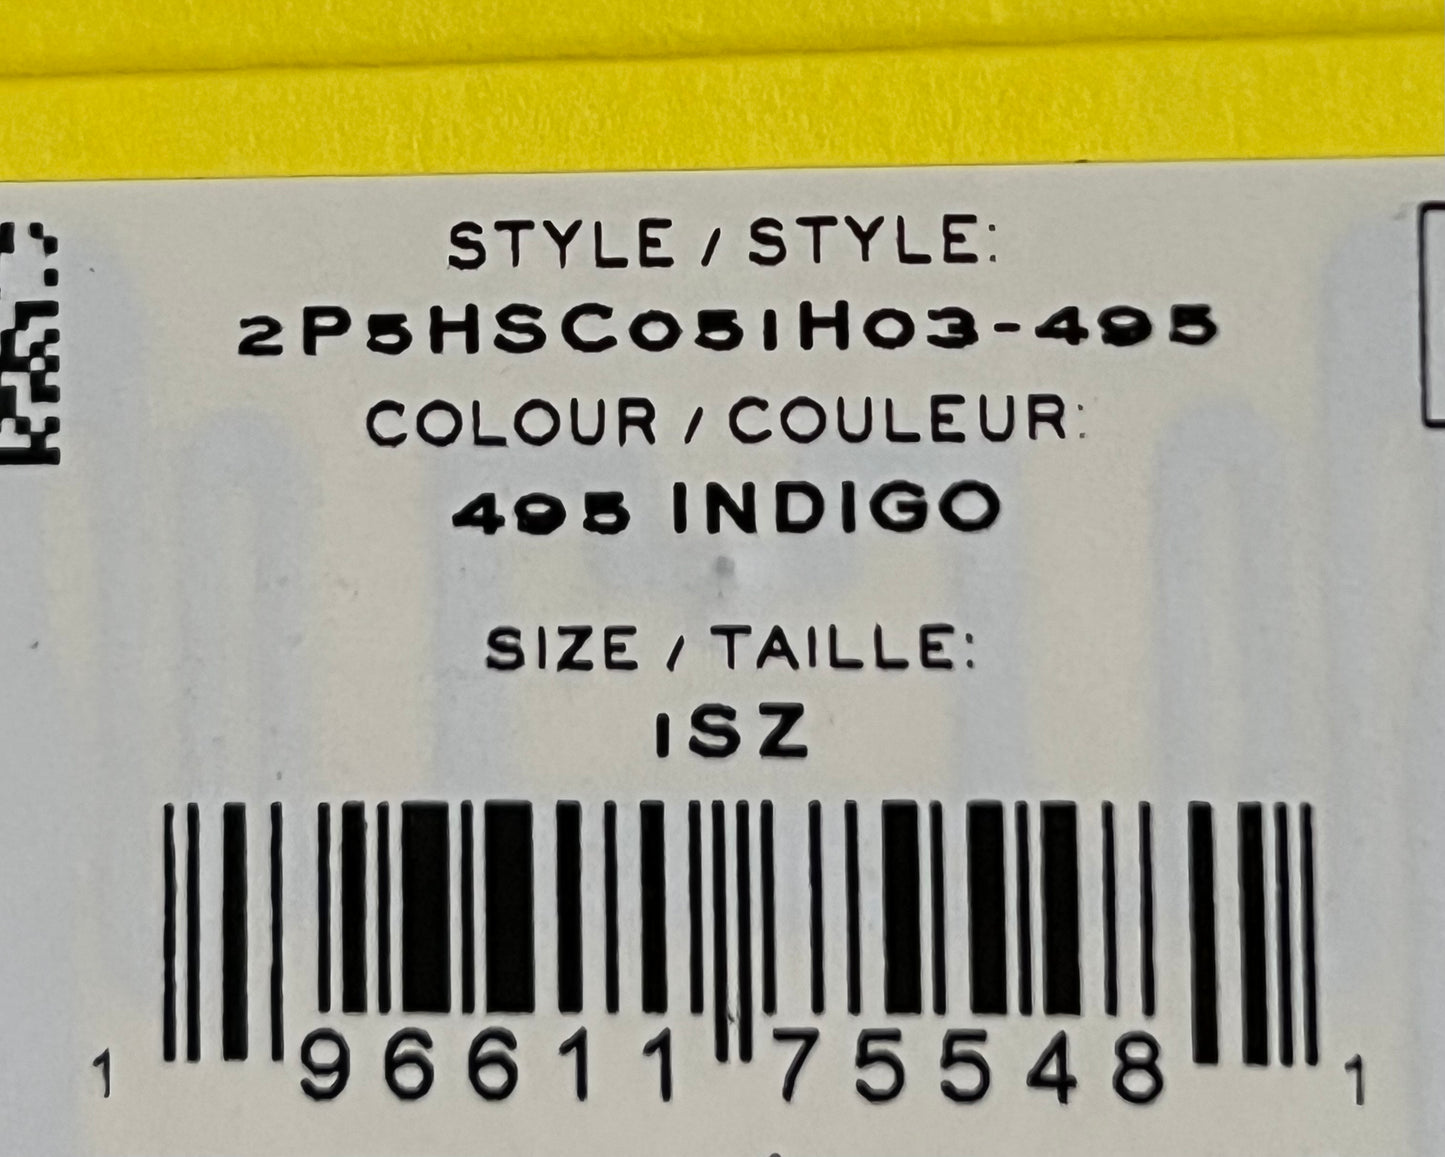 STYLE / STYLE:
2P5HSC051H03-495
COLOUR / COULEUR:
495 INDIGO
SIZE / TAILLE:
1SZ
1 96611 75548 1